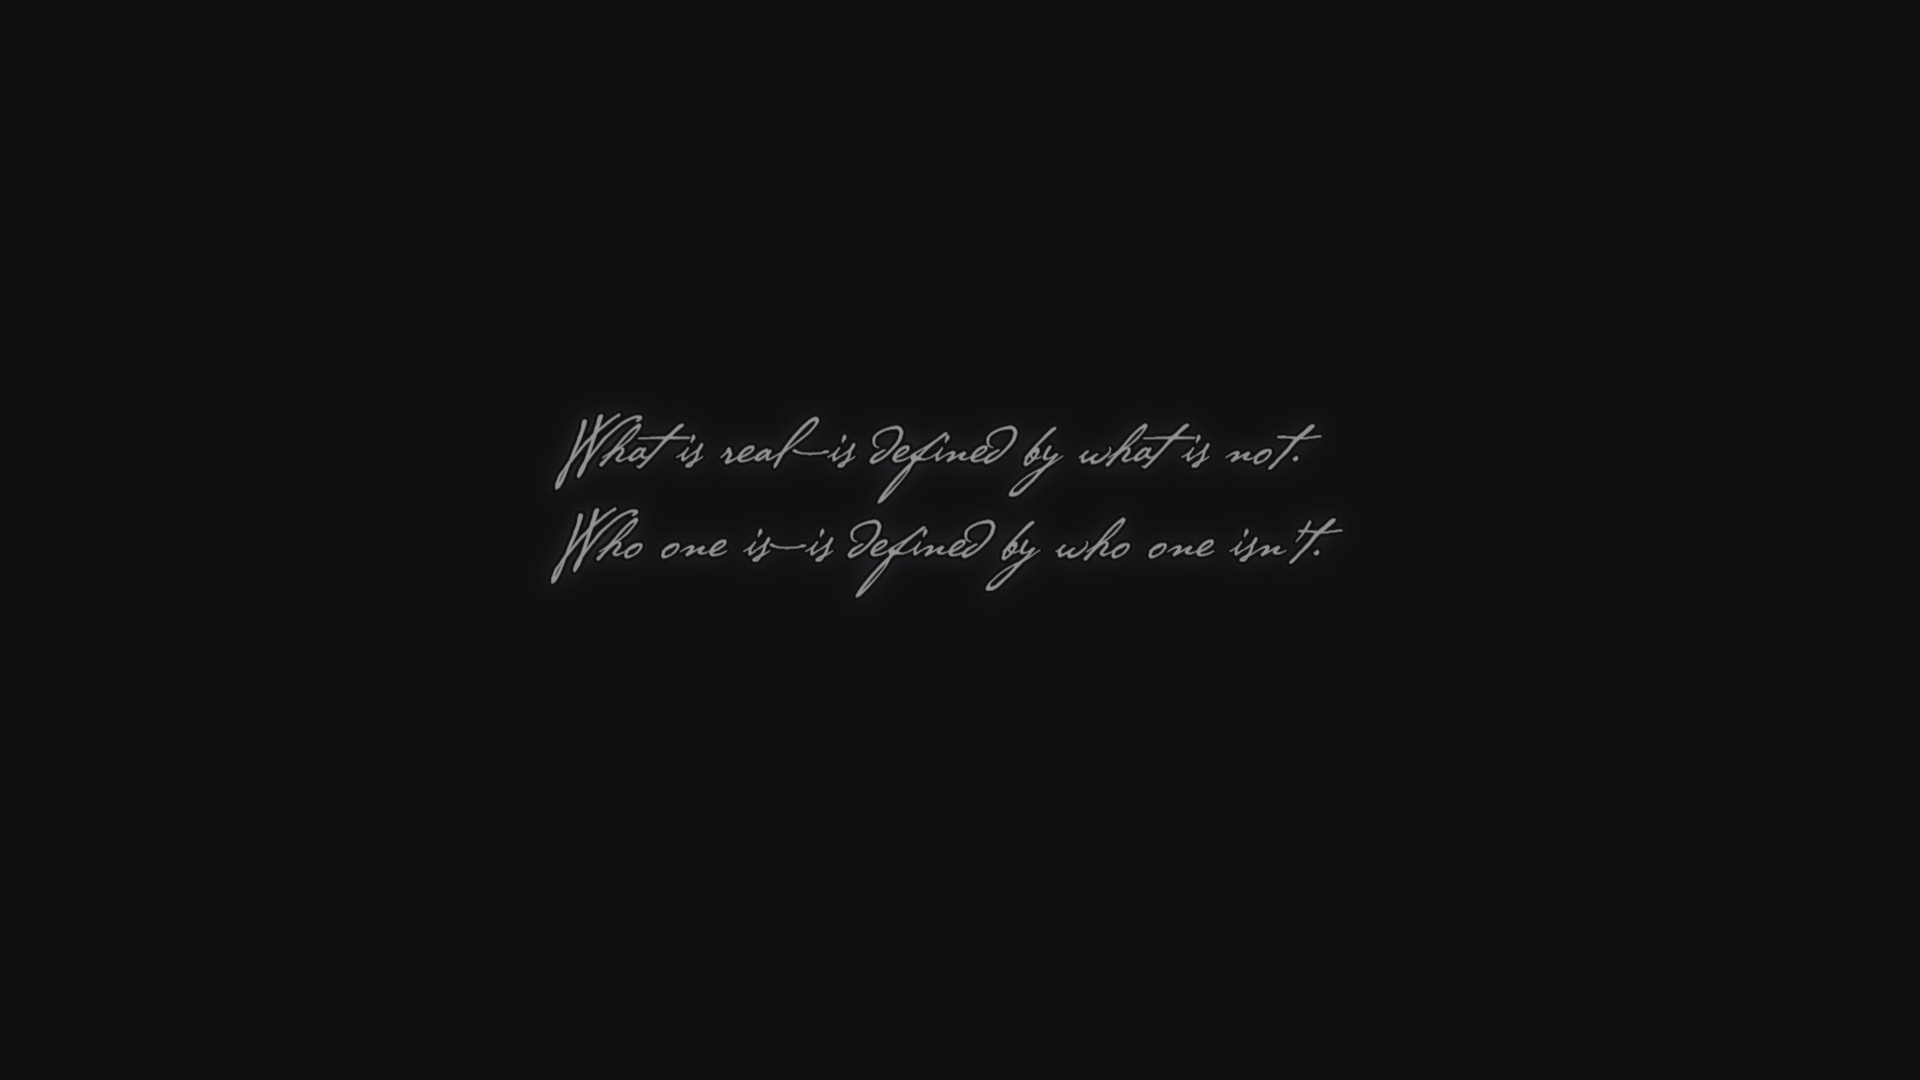 What is real—is defined by what is not.
Who one is—is defined by who one isn't.